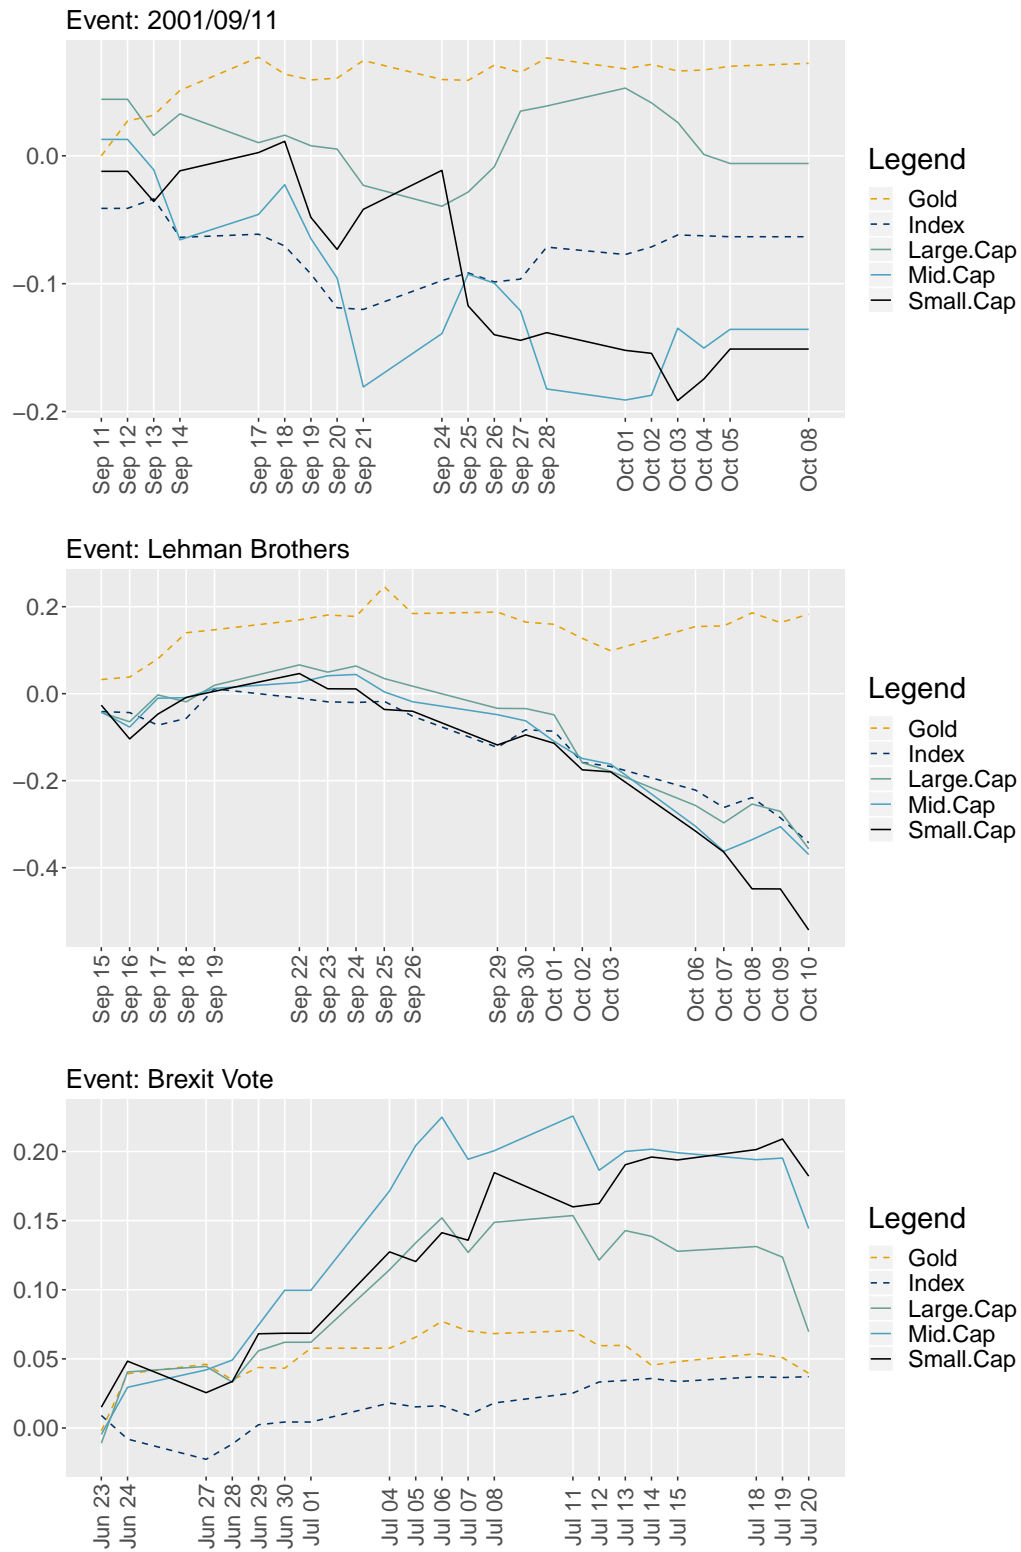 Event: 2001/09/11
0.0
−0.1
−0.2
Sep 11
Sep 12
Sep 13
Sep 14
Sep 17
Sep 18
Sep 19
Sep 20
Sep 21
Sep 24
Sep 25
Sep 26
Sep 27
Sep 28
Oct 01
Oct 02
Oct 03
Oct 04
Oct 05
Oct 08
Legend
Gold
Index
Large.Cap
Mid.Cap
Small.Cap
Event: Lehman Brothers
0.2
0.0
−0.2
−0.4
Sep 15
Sep 16
Sep 17
Sep 18
Sep 19
Sep 22
Sep 23
Sep 24
Sep 25
Sep 26
Sep 29
Sep 30
Oct 01
Oct 02
Oct 03
Oct 06
Oct 07
Oct 08
Oct 09
Oct 10
Legend
Gold
Index
Large.Cap
Mid.Cap
Small.Cap
Event: Brexit Vote
0.20
0.15
0.10
0.05
0.00
Jun 23
Jun 24
Jun 27
Jun 28
Jun 29
Jun 30
Jul 01
Jul 04
Jul 05
Jul 06
Jul 07
Jul 08
Jul 11
Jul 12
Jul 13
Jul 14
Jul 15
Jul 18
Jul 19
Jul 20
Legend
Gold
Index
Large.Cap
Mid.Cap
Small.Cap